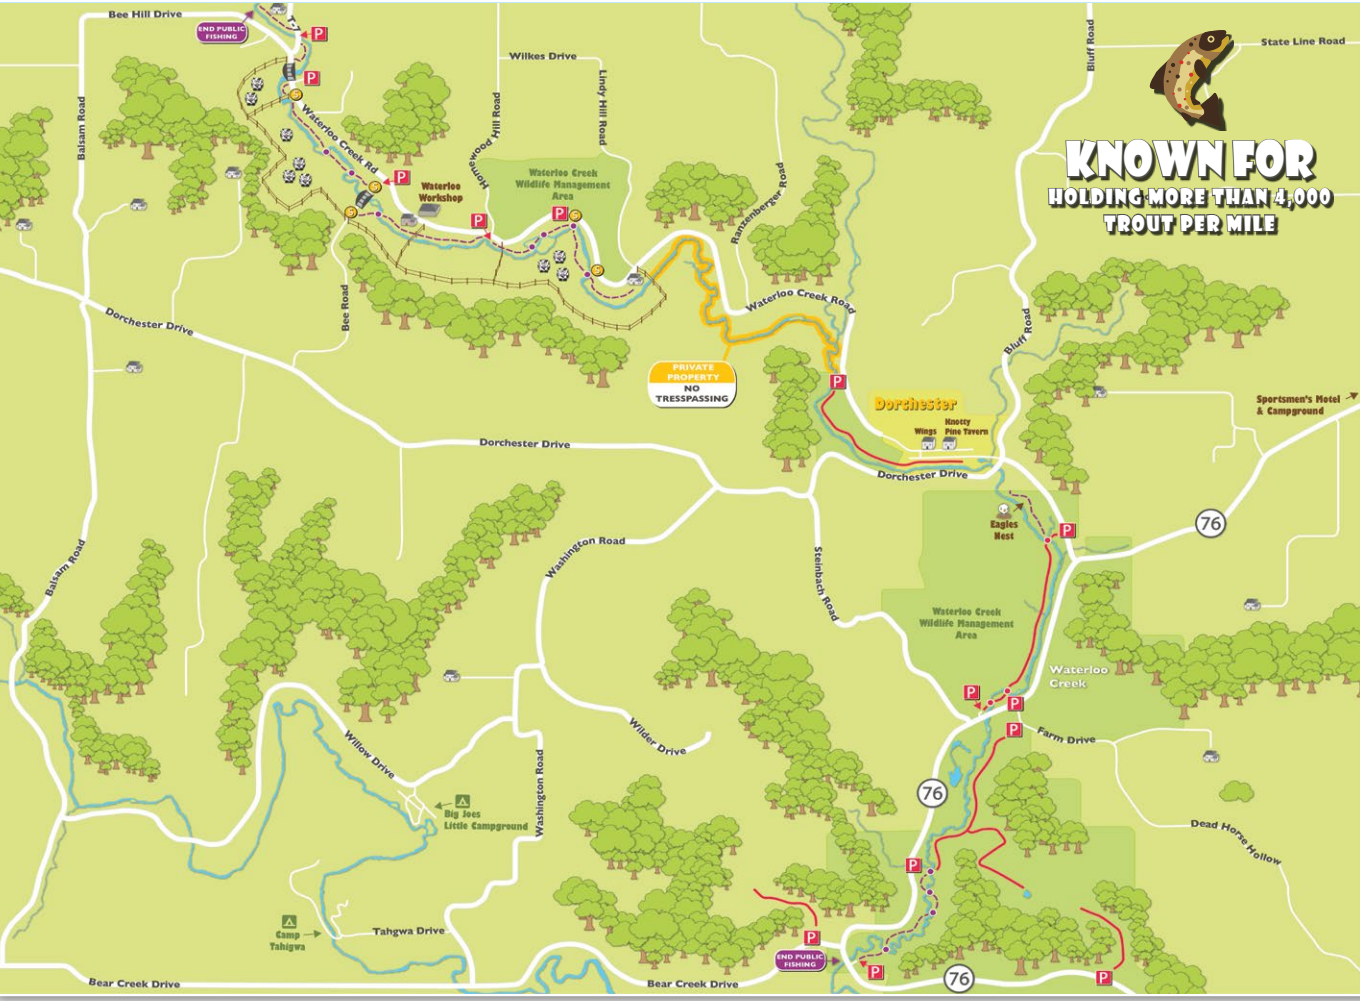 Bee Hill Drive
END PUBLIC
FISHING
T-7
P
P
Wilkes Drive
Bluff Road
State Line Road
KNOWN FOR
HOLDING MORE THAN 4,000
TROUT PER MILE
Balsam Road
Waterloo Creek Rd
Homewood Hill Road
Lindy Hill Road
P
Waterloo
Workshop
Waterloo Creek
Wildlife Management
Area
P
P
Ranzenberger Road
Waterloo Creek Road
Dorchester Drive
Bee Road
Bluff Road
PRIVATE
PROPERTY
NO
TRESSPASSING
P
Dorchester
Wings
Knotty
Pine Tavern
Sportsmen's Motel
& Campground
Dorchester Drive
Dorchester Drive
Eagles
Nest
P
76
Balsam Road
Washington Road
Steinbach Road
Waterloo Creek
Wildlife Management
Area
Waterloo
Creek
P
P
P
Farm Drive
Willow Drive
Wilder Drive
Washington Road
76
Big Joes
Little Campground
Dead Horse Hollow
P
Camp
Tahigwa
Tahgwa Drive
P
END PUBLIC
FISHING
P
76
P
Bear Creek Drive
Bear Creek Drive